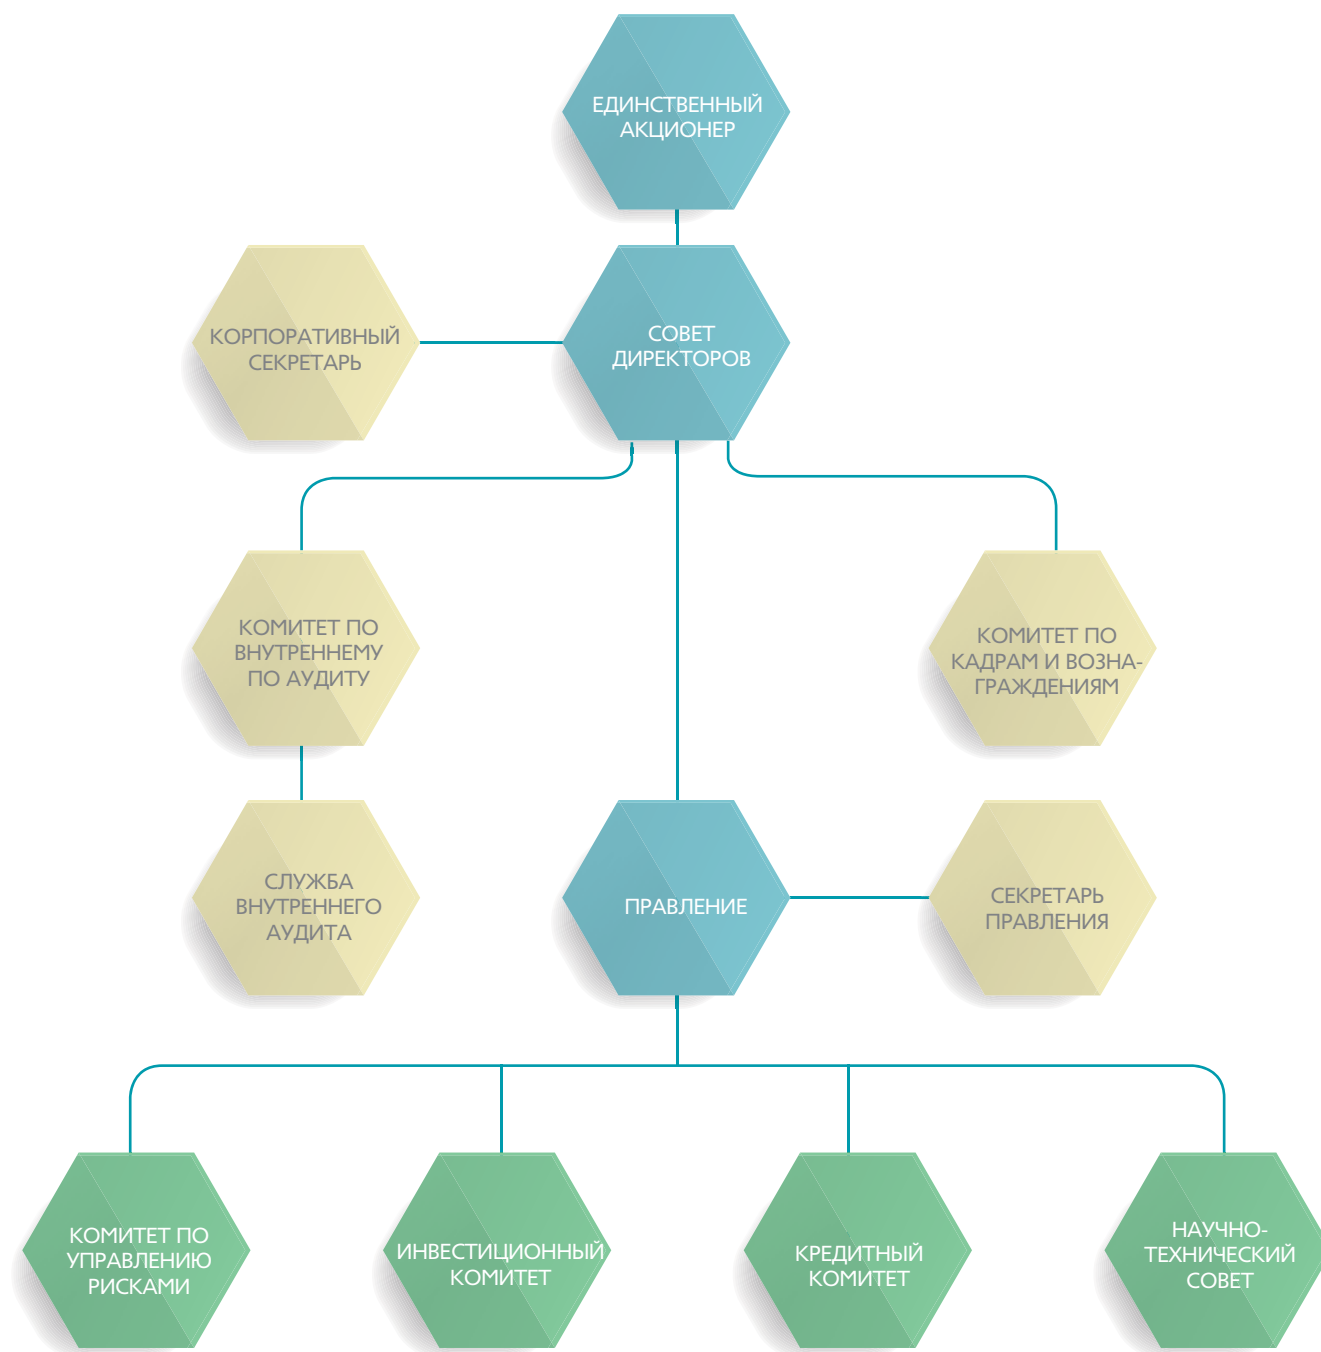 ЕДИНСТВЕННЫЙ
АКЦИОНЕР
КОРПОРАТИВНЫЙ
СЕКРЕТАРЬ
СОВЕТ
ДИРЕКТОРОВ
КОМИТЕТ ПО
ВНУТРЕННЕМУ
ПО АУДИТУ
КОМИТЕТ ПО
КАДРАМ И ВОЗНА-
ГРАЖДЕНИЯМ
СЛУЖБА
ВНУТРЕННЕГО
АУДИТА
ПРАВЛЕНИЕ
СЕКРЕТАРЬ
ПРАВЛЕНИЯ
КОМИТЕТ ПО
УПРАВЛЕНИЮ
РИСКАМИ
ИНВЕСТИЦИОННЫЙ
КОМИТЕТ
КРЕДИТНЫЙ
КОМИТЕТ
НАУЧНО-
ТЕХНИЧЕСКИЙ
СОВЕТ